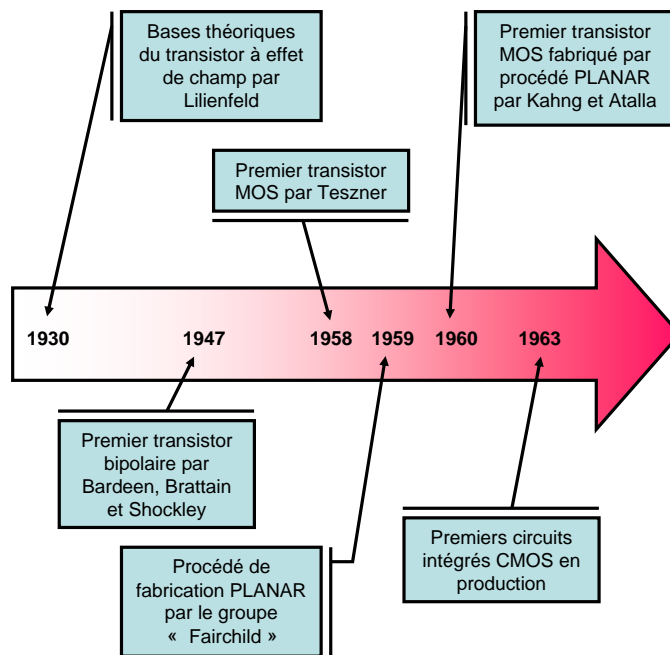 Bases théoriques
du transistor à effet
de champ par
Lilienfeld
Premier transistor
MOS fabriqué par
procédé PLANAR
par Kahng et Atalla
Premier transistor
MOS par Teszner
1930
1947
1958
1959
1960
1963
Premier transistor
bipolaire par
Bardeen, Brattain
et Shockley
Procédé de
fabrication PLANAR
par le groupe
« Fairchild »
Premiers circuits
intégrés CMOS en
production